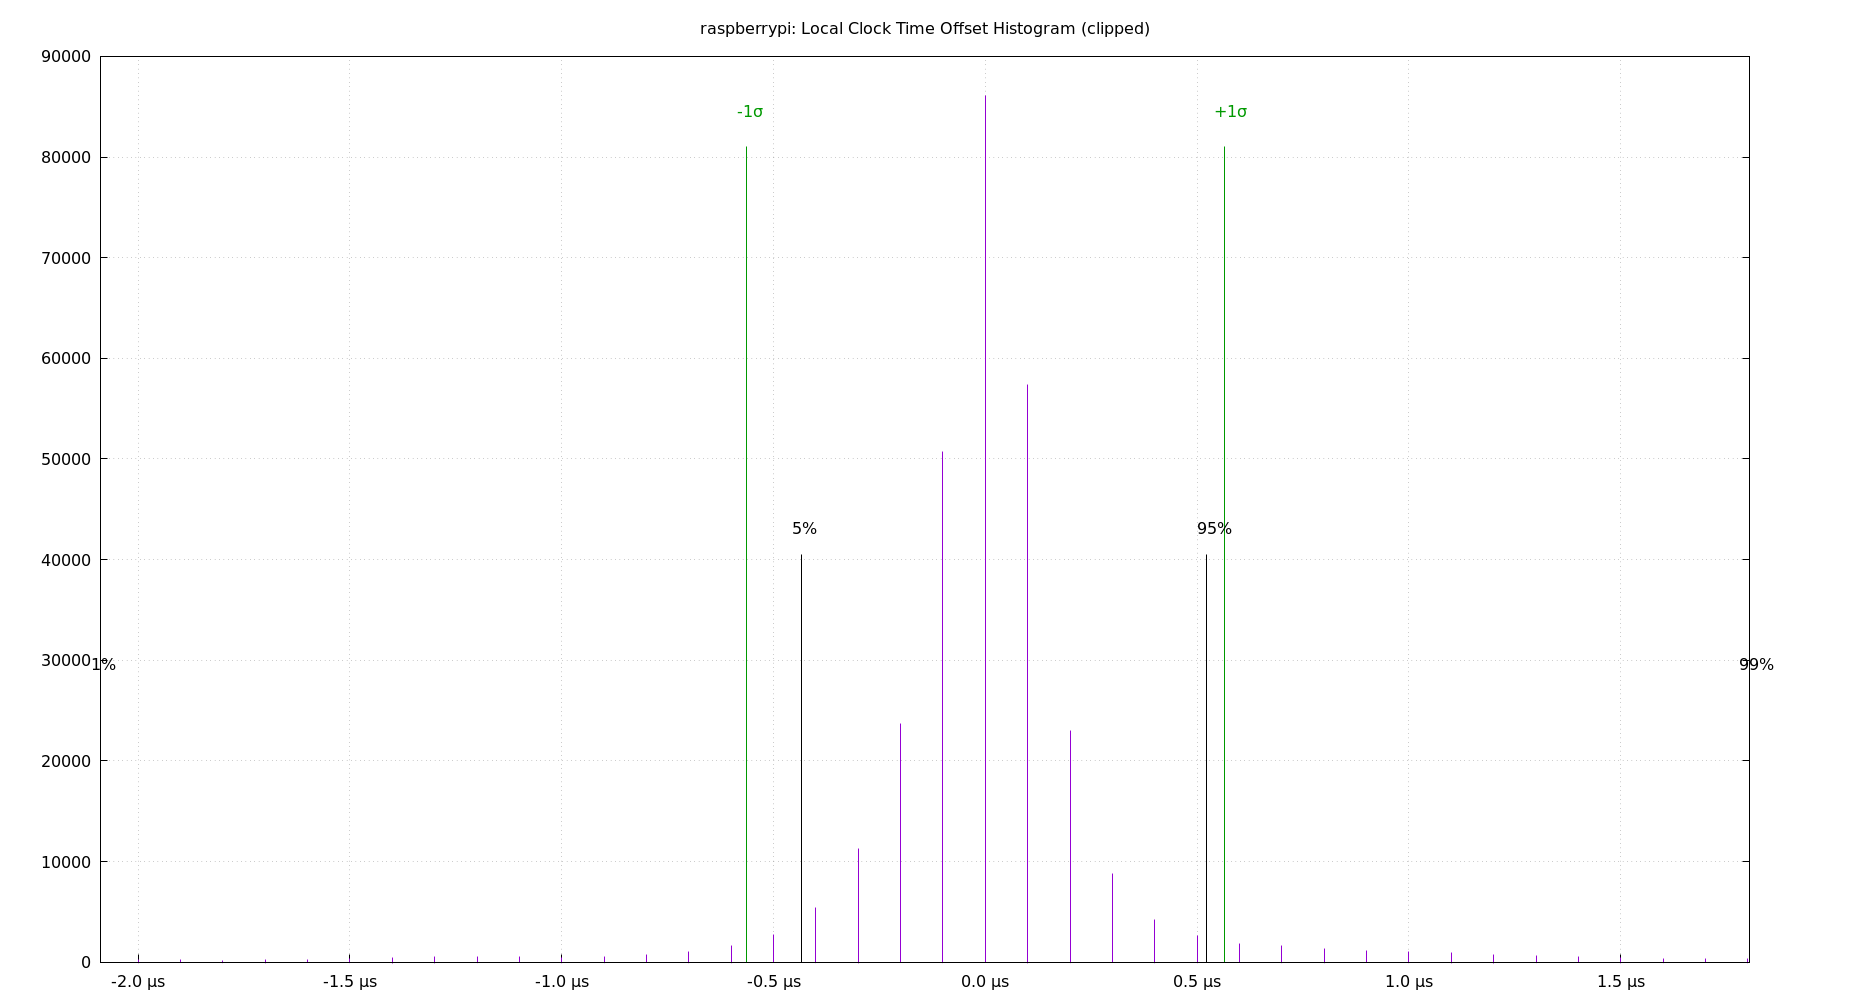 raspberrypi: Local Clock Time Offset Histogram (clipped)
90000
-1σ
+1σ
80000
70000
60000
50000
5%
95%
40000
30000
1%
99%
20000
10000
0
-2.0 µs
-1.5 µs
-1.0 µs
-0.5 µs
0.0 µs
0.5 µs
1.0 µs
1.5 µs